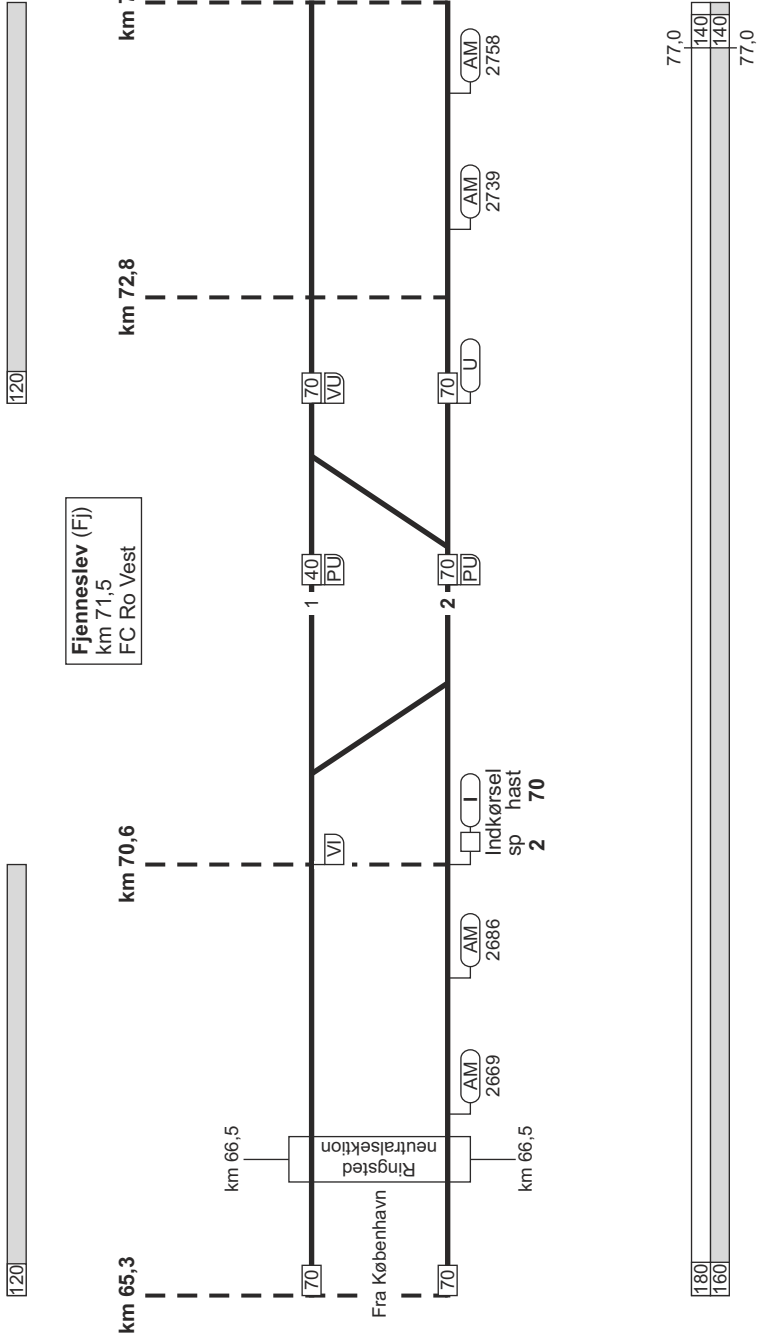 120
120
Fjenneslev (Fj)
km 71,5
FC Ro Vest
km 65,3
km 70,6
km 72,8
km 7
km 66,5
70
1
40
70
VI
PU
VU
Fra København
Ringsted
neutralsektion
70
2
70
70
PU
AM
2669
AM
2686
I
Indkørsel
sp hast
2 70
U
AM
2739
AM
2758
km 66,5
77,0
180
140
160
140
77,0